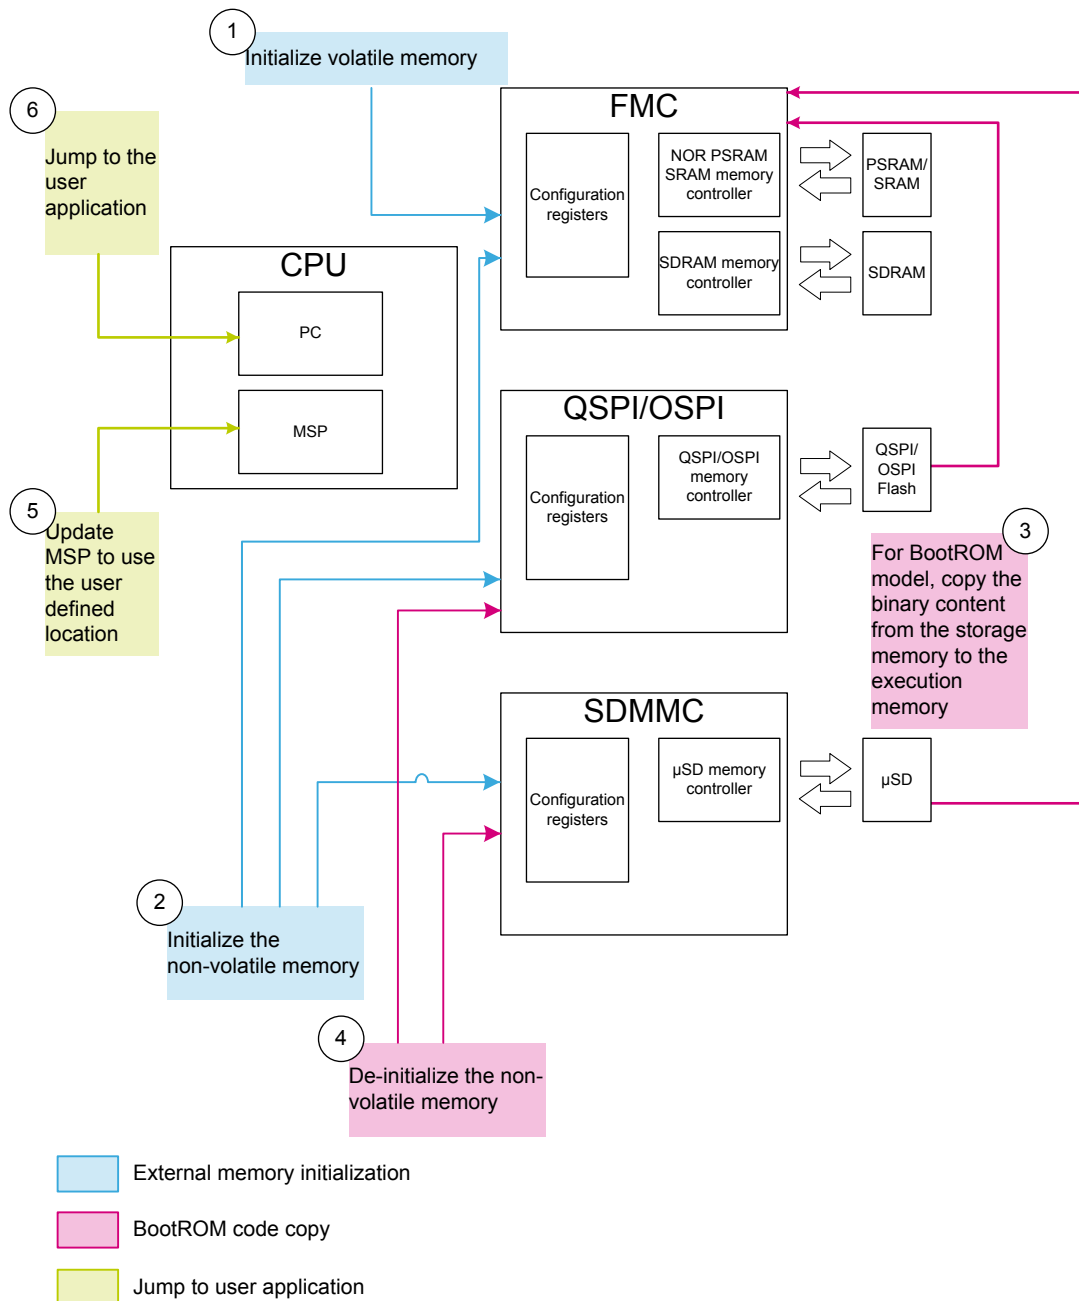 1
Initialize volatile memory
6
Jump to the
user
application
FMC
Configuration
registers
NOR PSRAM
SRAM memory
controller
PSRAM/
SRAM
SDRAM memory
controller
SDRAM
CPU
PC
MSP
5
Update
MSP to use
the user
defined
location
QSPI/OSPI
Configuration
registers
QSPI/OSPI
memory
controller
QSPI/
OSPI
Flash
3
For BootROM
model, copy the
binary content
from the storage
memory to the
execution
memory
SDMMC
Configuration
registers
µSD memory
controller
µSD
2
Initialize the
non-volatile memory
4
De-initialize the non-
volatile memory
External memory initialization
BootROM code copy
Jump to user application